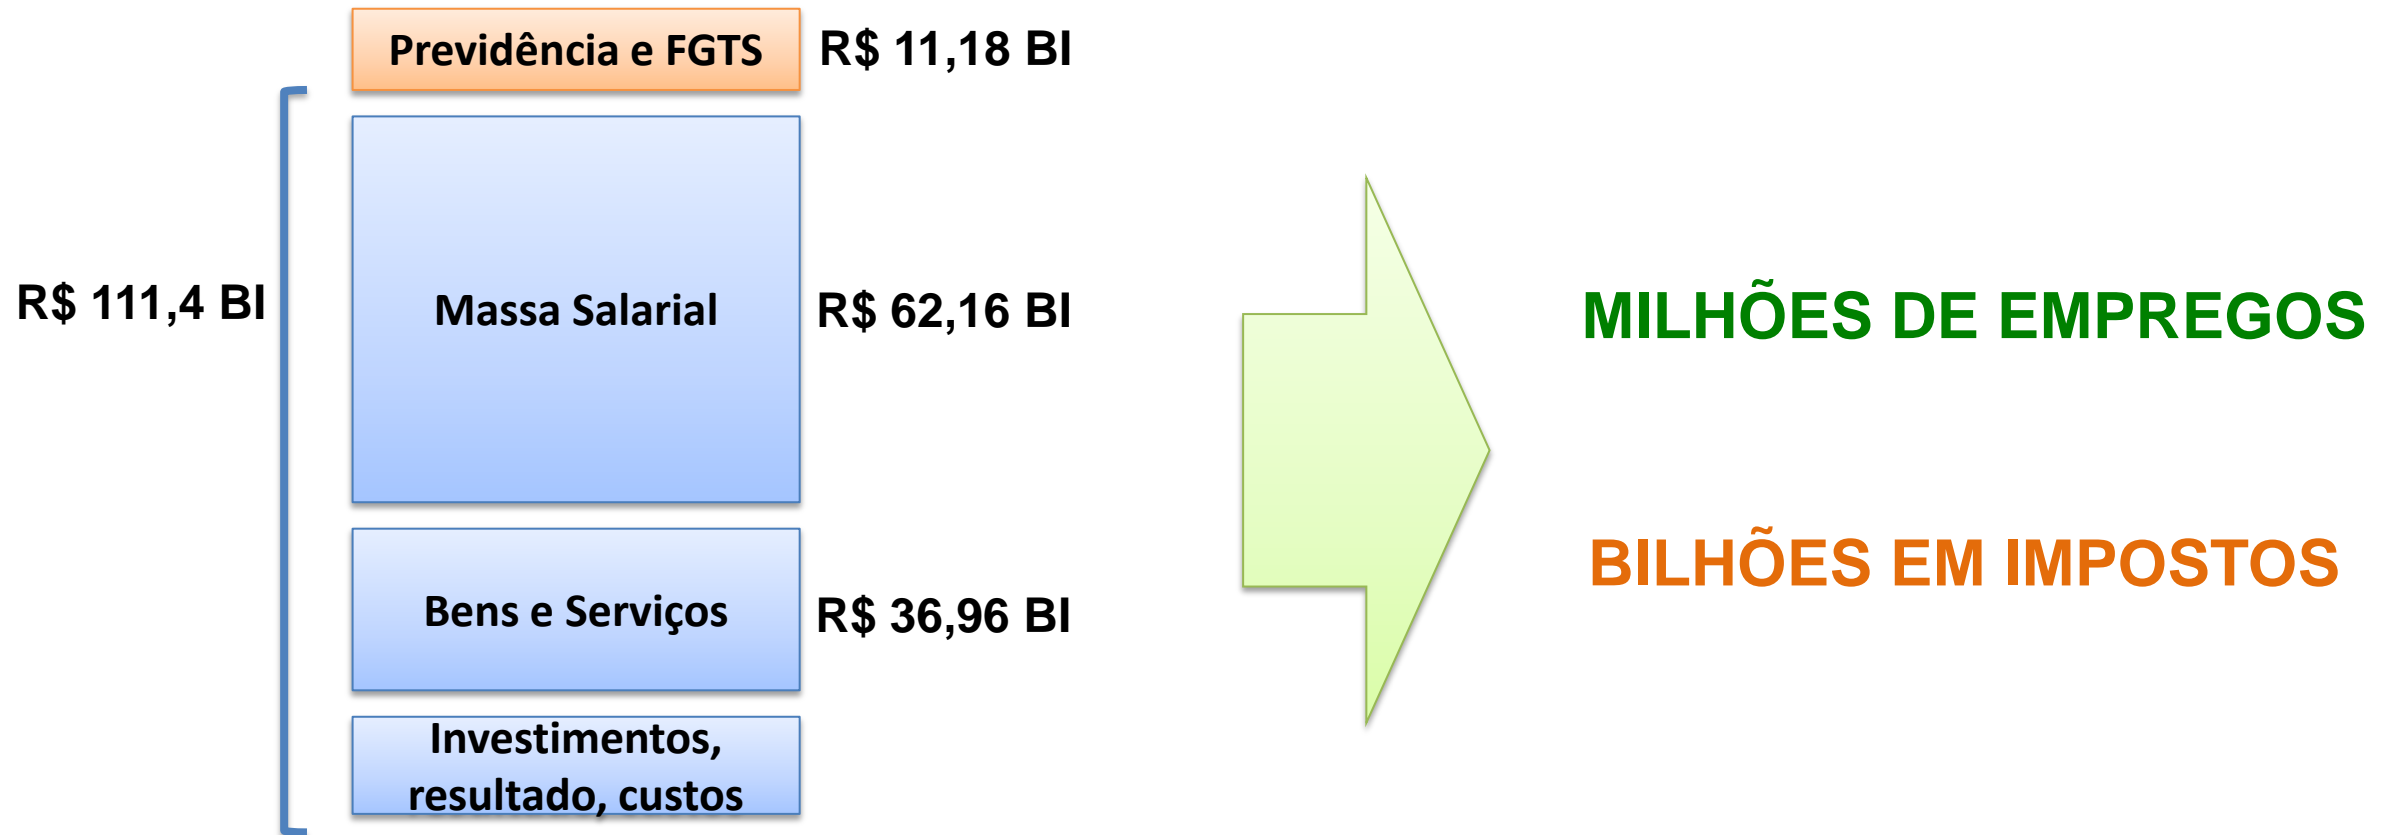 Previdência e FGTS
R$ 11,18 BI
R$ 111,4 BI
Massa Salarial
R$ 62,16 BI
Bens e Serviços
R$ 36,96 BI
Investimentos,
resultado, custos
MILHÕES DE EMPREGOS
BILHÕES EM IMPOSTOS